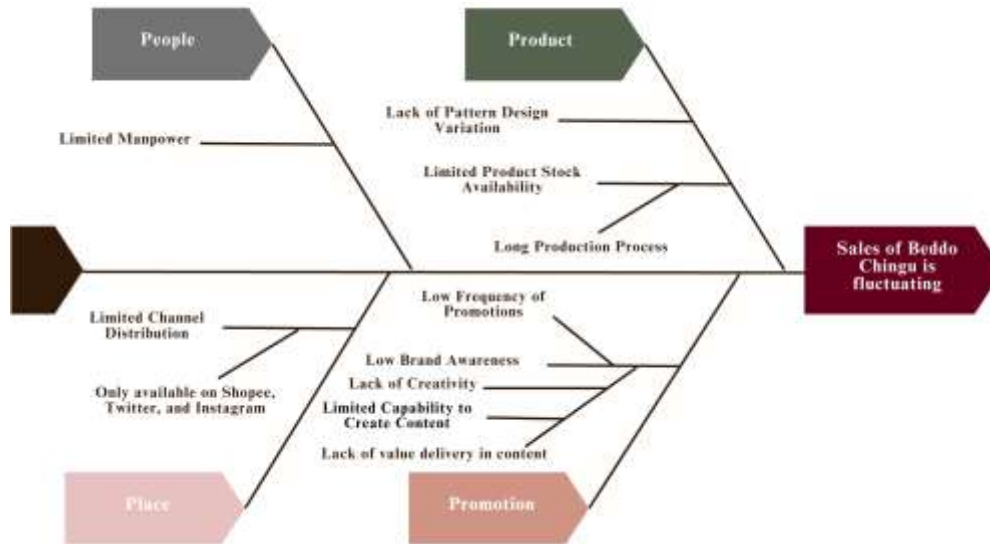 People
Product
Lack of Pattern Design
Variation
Limited Manpower
Limited Product Stock
Availability
Long Production Process
Sales of Beddo
Chingu is
fluctuating
Limited Channel
Distribution
Only available on Shopee,
Twitter, and Instagram
Low Frequency of
Promotions
Low Brand Awareness
Lack of Creativity
Limited Capability to
Create Content
Lack of value delivery in content
Place
Promotion